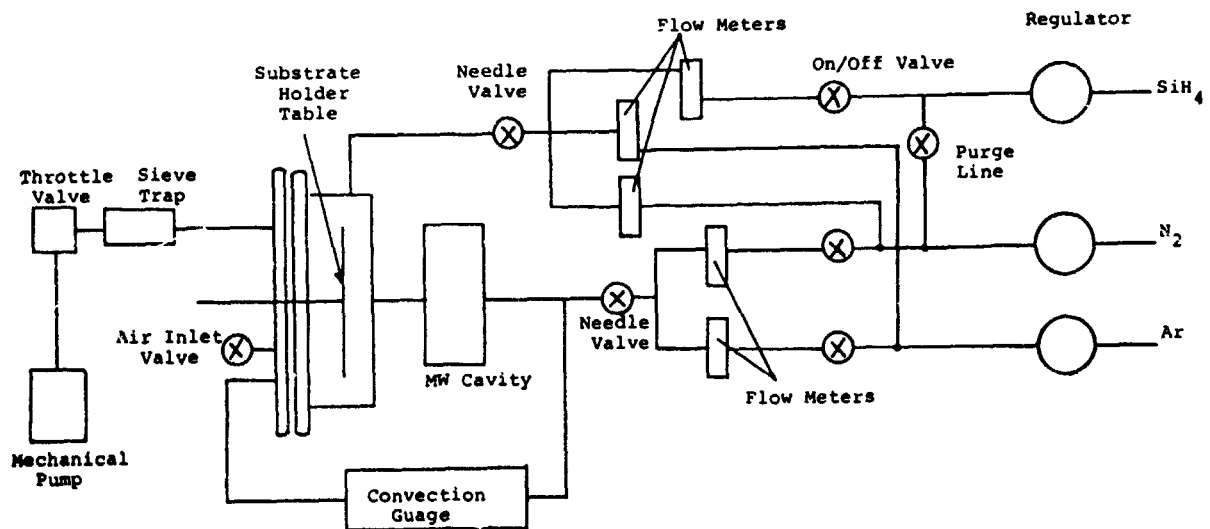 Flow Meters
Regulator
Substrate
Holder
Table
Needle
Valve
On/Off Valve
SiH4
Purge
Line
Throttle
Valve
Sieve
Trap
N2
Air Inlet
Valve
MW Cavity
Needle
Valve
Ar
Flow Meters
Mechanical
Pump
Convection
Guage